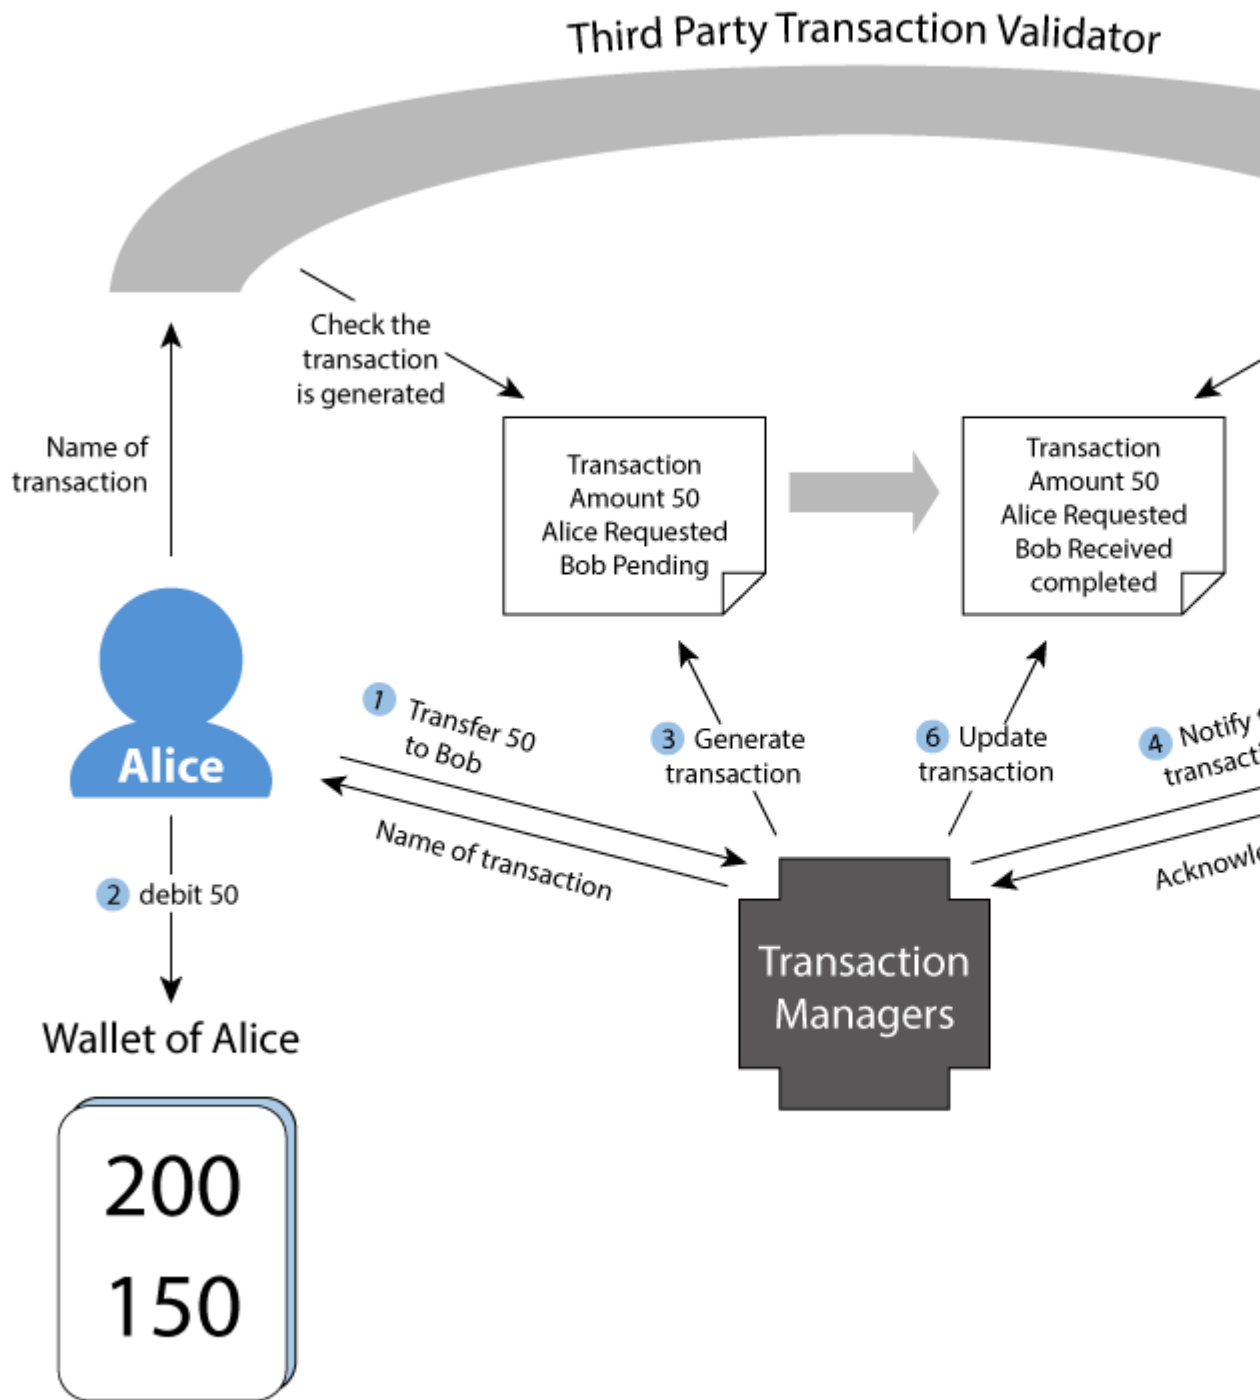 Third Party Transaction Validator
Check the
transaction
is generated
Name of
transaction
Transaction
Amount 50
Alice Requested
Bob Pending
Transaction
Amount 50
Alice Requested
Bob Received
completed
Alice
1 Transfer 50
to Bob
Name of transaction
3 Generate
transaction
6 Update
transaction
4 Notify
2 debit 50
Transaction
Managers
Wallet of Alice
200
150